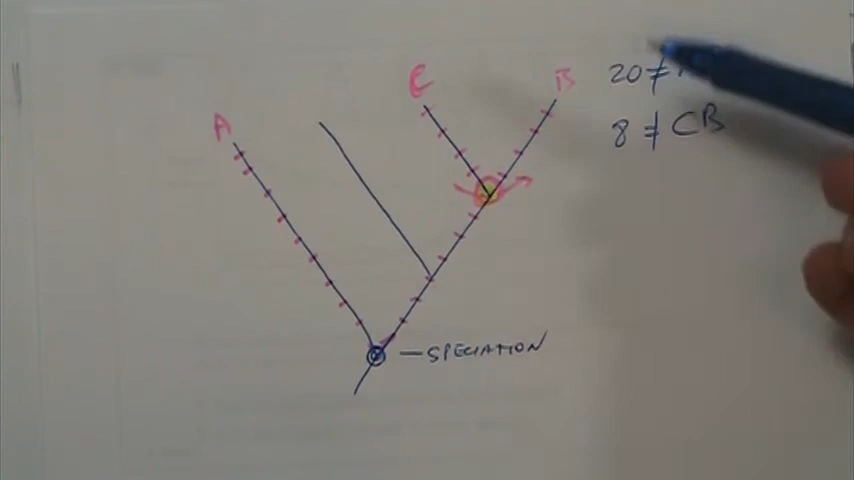 A
C
B
20 ≠
8 ≠ CB
SPECIATION